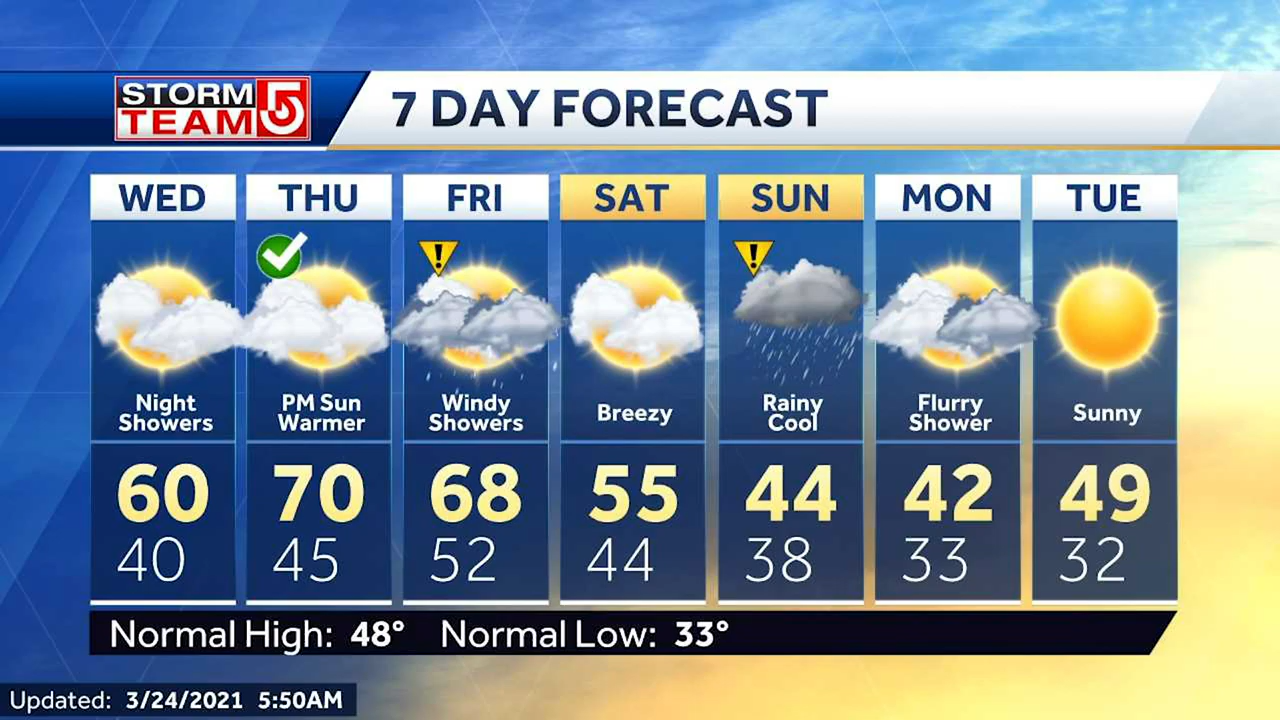 STORM
TEAM 5
7 DAY FORECAST
WED THU FRI SAT SUN MON TUE
! !
Night Showers
PM Sun Warmer
Windy Showers
Breezy
Rainy Cool
Flurry Shower
Sunny
60 70 68 55 44 42 49
40 45 52 44 38 33 32
Normal High: 48° Normal Low: 33°
Updated: 3/24/2021 5:50AM